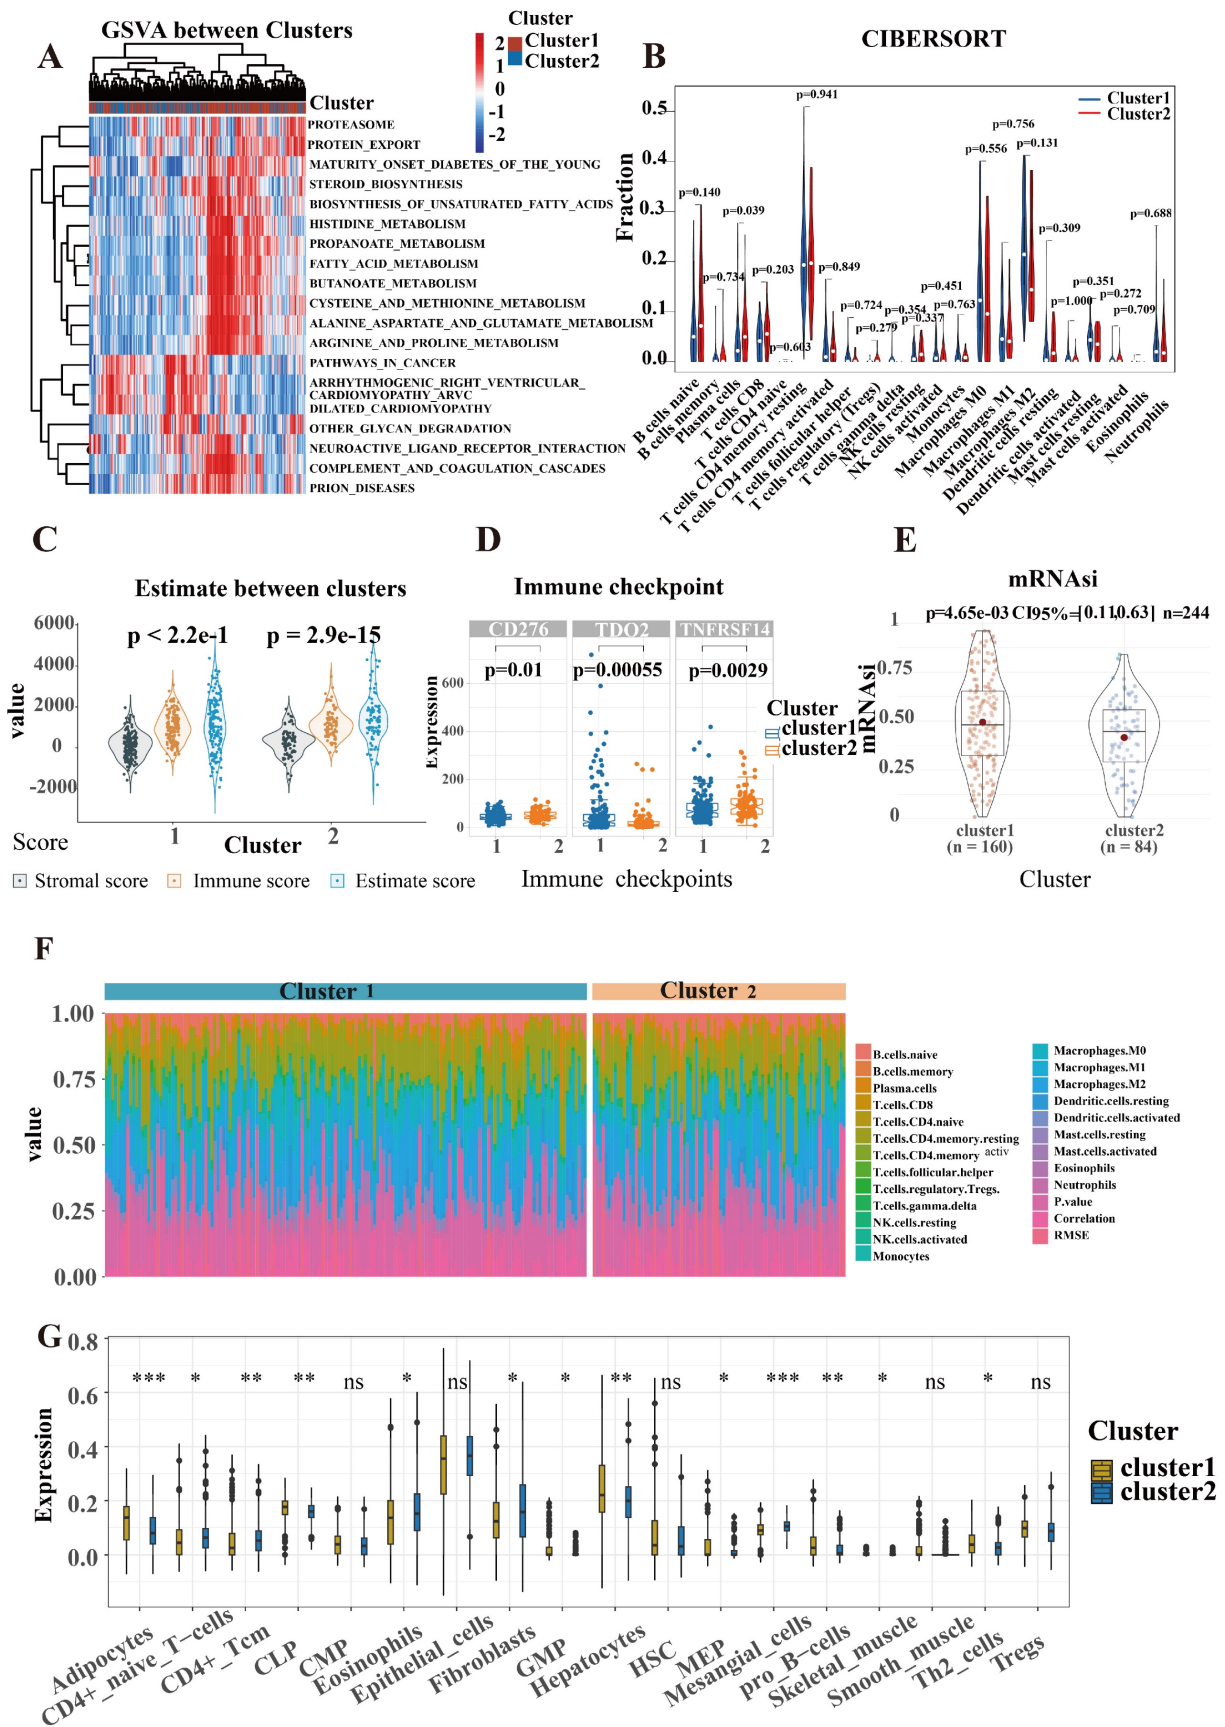 A
GSVA between Clusters
Cluster
Cluster1
Cluster2
2
1
0
-1
-2
Cluster
PROTEASOME
PROTEIN_EXPORT
MATURITY_ONSET_DIABETES_OF_THE_YOUNG
STEROID_BIOSYNTHESIS
BIOSYNTHESIS_OF_UNSATURATED_FATTY_ACIDS
HISTIDINE_METABOLISM
PROPANOATE_METABOLISM
FATTY_ACID_METABOLISM
BUTANOATE_METABOLISM
CYSTEINE_AND_METHIONINE_METABOLISM
ALANINE_ASPARTATE_AND_GLUTAMATE_METABOLISM
ARGININE_AND_PROLINE_METABOLISM
PATHWAYS_IN_CANCER
ARRHYTHMOGENIC_RIGHT_VENTRICULAR_
CARDIOMYOPATHY_ARVC
DILATED_CARDIOMYOPATHY
OTHER_GLYCAN_DEGRADATION
NEUROACTIVE_LIGAND_RECEPTOR_INTERACTION
COMPLEMENT_AND_COAGULATION_CASCADES
PRION_DISEASES
B
CIBERSORT
Cluster1
Cluster2
Fraction
0.5
0.4
0.3
0.2
0.1
0.0
p=0.140
p=0.734
p=0.039
p=0.203
p=0.603
p=0.941
p=0.849
p=0.724
p=0.279
p=0.354
p=0.337
p=0.451
p=0.763
p=0.556
p=0.756
p=0.131
p=0.309
p=1.000
p=0.351
p=0.272
p=0.709
p=0.688
B cells naive
B cells memory
Plasma cells
T cells CD8
T cells CD4 naive
T cells CD4 memory resting
T cells CD4 memory activated
T cells follicular helper
T cells regulatory (Tregs)
T cells gamma delta
NK cells resting
NK cells activated
Monocytes
Macrophages M0
Macrophages M1
Macrophages M2
Dendritic cells resting
Dendritic cells activated
Mast cells resting
Mast cells activated
Eosinophils
Neutrophils
C
Estimate between clusters
p < 2.2e-1
p = 2.9e-15
value
6000
4000
2000
0
-2000
1
2
Score
Cluster
Stromal score
Immune score
Estimate score
D
Immune checkpoint
CD276
TDO2
TNFRSF14
p=0.01
p=0.00055
p=0.0029
Expression
600
400
200
0
1
2
1
2
1
2
Cluster
cluster1
cluster2
Immune checkpoints
E
mRNAsi
p=4.65e-03 CI95%=[0.11,0.63] n=244
mRNAsi
1
0.75
0.50
0.25
0
cluster1
(n = 160)
cluster2
(n = 84)
Cluster
F
Cluster 1
Cluster 2
value
1.00
0.75
0.50
0.25
0.00
B.cells.naive
B.cells.memory
Plasma.cells
T.cells.CD8
T.cells.CD4.naive
T.cells.CD4.memory.resting
T.cells.CD4.memory activ
T.cells.follicular.helper
T.cells.regulatory.Tregs.
T.cells.gamma.delta
NK.cells.resting
NK.cells.activated
Monocytes
Macrophages.M0
Macrophages.M1
Macrophages.M2
Dendritic.cells.resting
Dendritic.cells.activated
Mast.cells.resting
Mast.cells.activated
Eosinophils
Neutrophils
P.value
Correlation
RMSE
G
Expression
0.8
0.6
0.4
0.2
0.0
*** * ** ** ns * ns * * ** ns * *** ** * ns * ns
Adipocytes
CD4+_naive_T-cells
CD4+_Tcm
CLP
CMP
Eosinophils
Epithelial_cells
Fibroblasts
GMP
Hepatocytes
HSC
MEP
Mesangial_cells
pro_B-cells
Skeletal_muscle
Smooth_muscle
Th2_cells
Tregs
Cluster
cluster1
cluster2